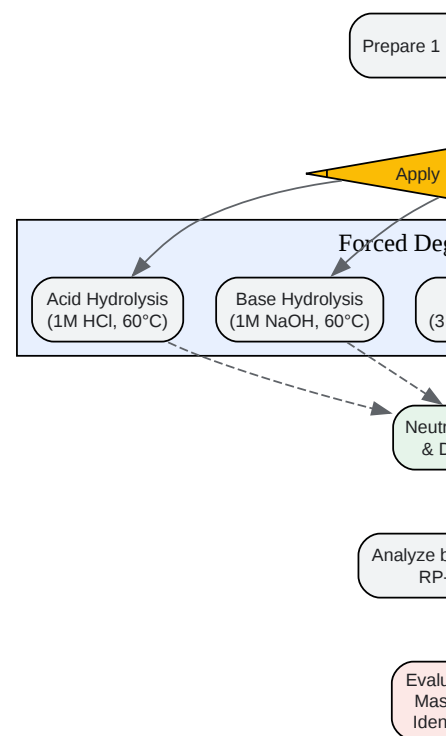 Prepare 1
Apply
Forced Deg
Acid Hydrolysis
(1M HCl, 60°C)
Base Hydrolysis
(1M NaOH, 60°C)
(3
Neutr
& D
Analyze b
RP-
Evalu
Mas
Iden